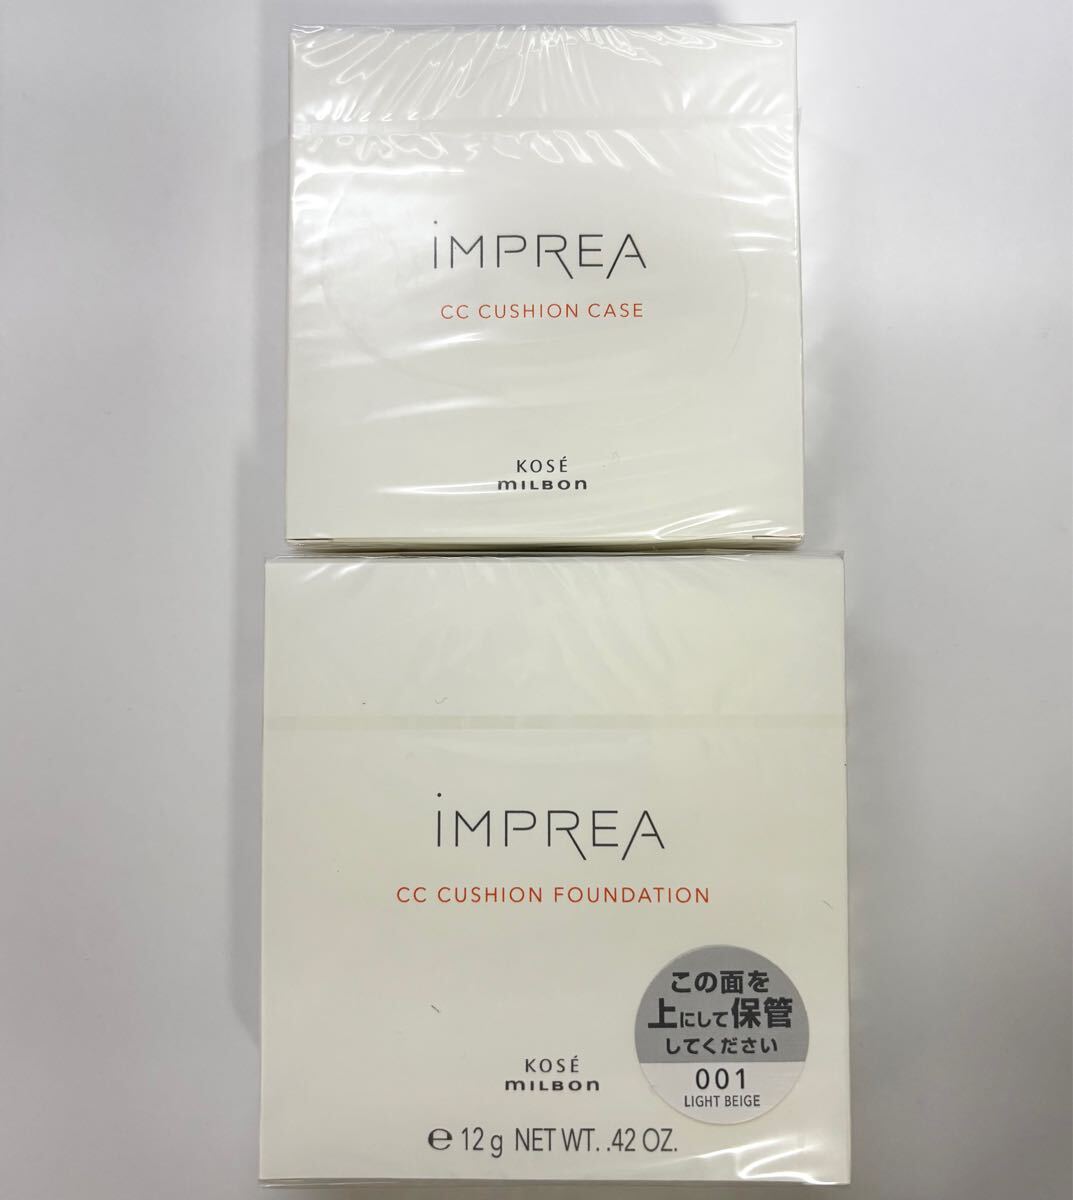 iMPREA
CC CUSHION CASE
KOSÉ
MILBON
iMPREA
CC CUSHION FOUNDATION
この面を
上にして保管
してください
001
LIGHT BEIGE
KOSÉ
MILBON
℮ 12 g NET WT. .42 OZ.